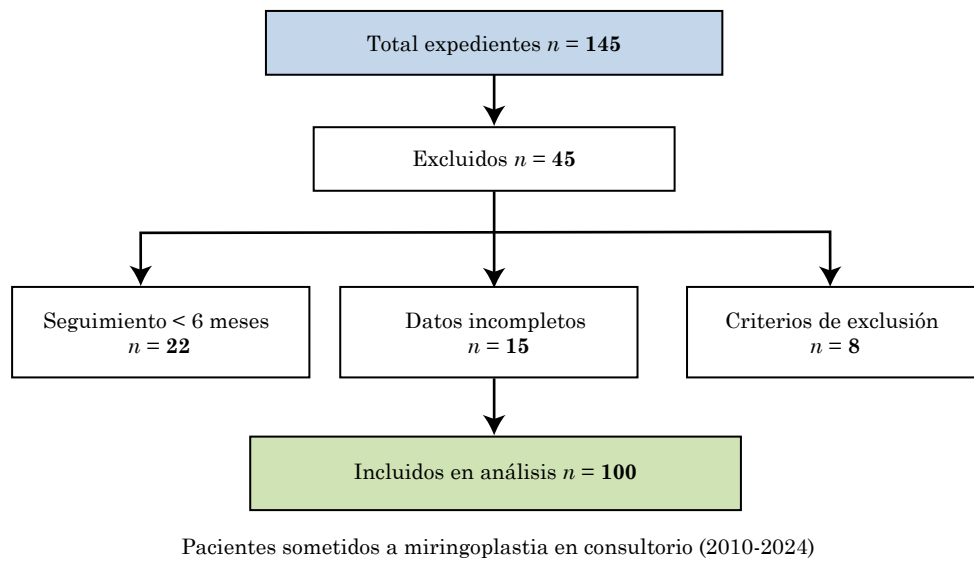 Total expedientes n = 145
Excluidos n = 45
Seguimiento < 6 meses
n = 22
Datos incompletos
n = 15
Criterios de exclusión
n = 8
Incluidos en análisis n = 100
Pacientes sometidos a miringoplastia en consultorio (2010-2024)